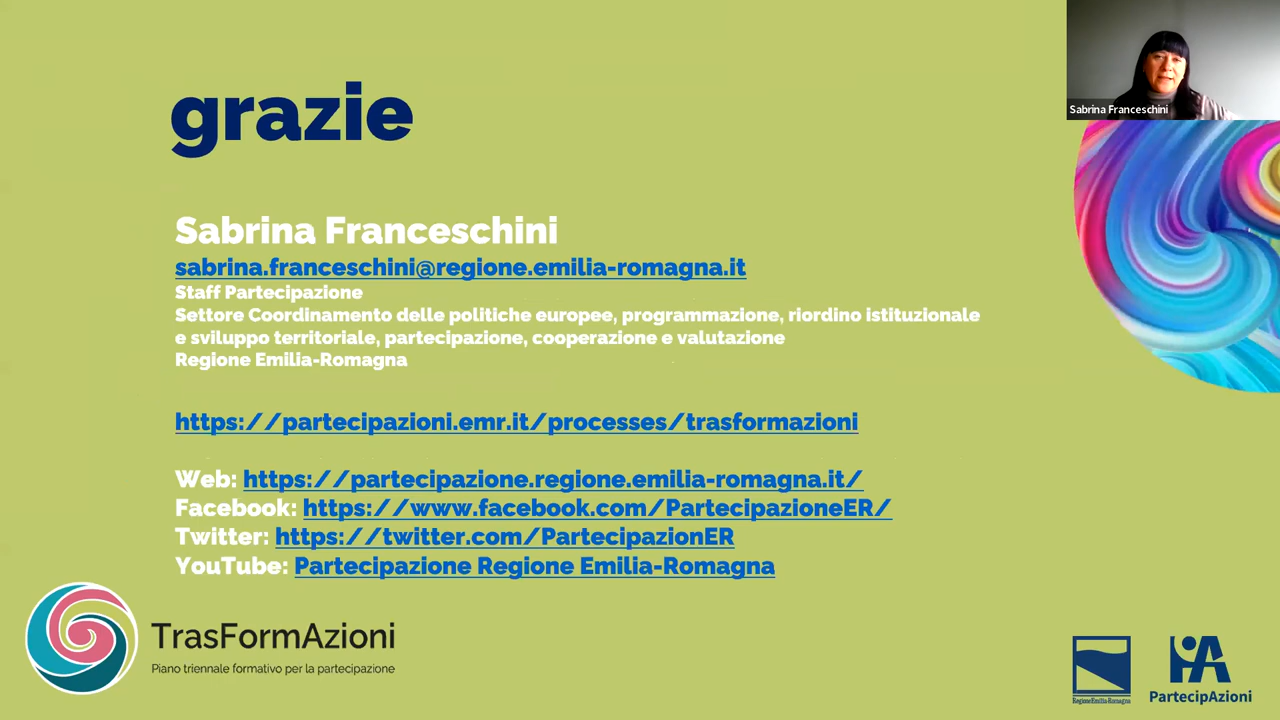 grazie
Sabrina Franceschini
Sabrina Franceschini
sabrina.franceschini@regione.emilia-romagna.it
Staff Partecipazione
Settore Coordinamento delle politiche europee, programmazione, riordino istituzionale
e sviluppo territoriale, partecipazione, cooperazione e valutazione
Regione Emilia-Romagna
https://partecipazioni.emr.it/processes/trasformazioni
Web: https://partecipazione.regione.emilia-romagna.it/
Facebook: https://www.facebook.com/PartecipazioneER/
Twitter: https://twitter.com/PartecipazionER
YouTube: Partecipazione Regione Emilia-Romagna
TrasFormAzioni
Piano triennale formativo per la partecipazione
RegioneEmilia-Romagna
PartecipAzioni